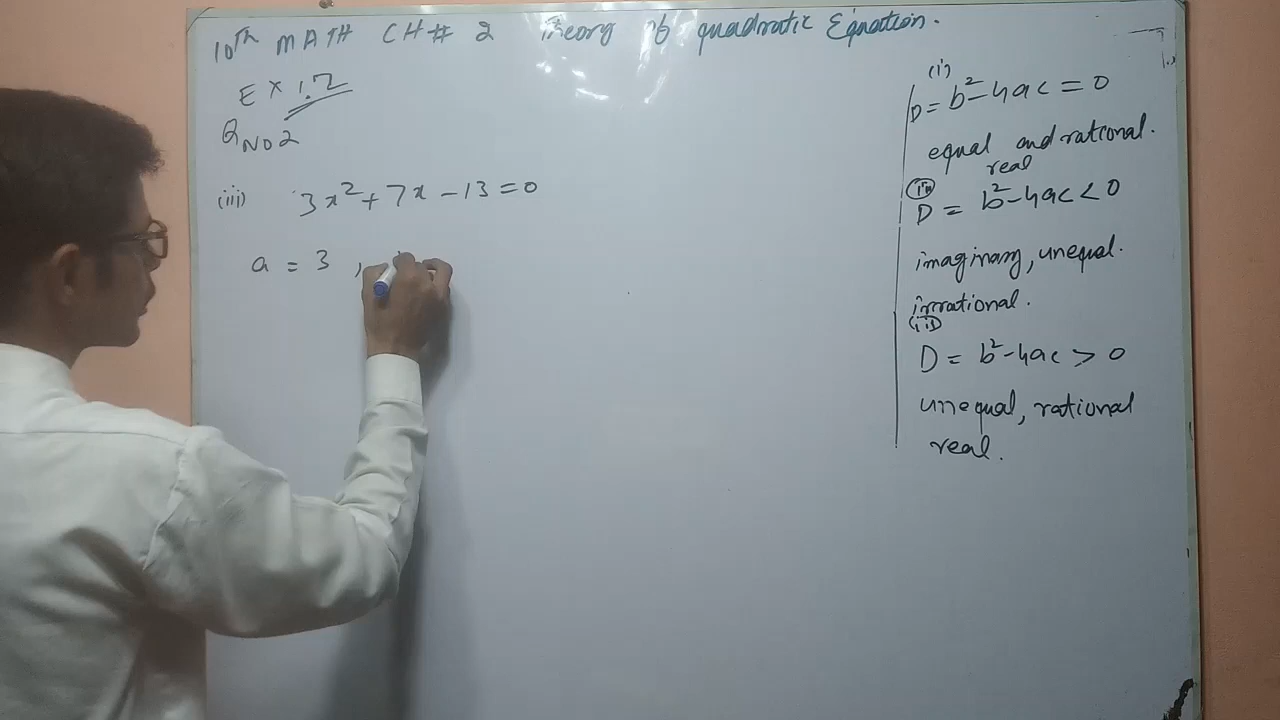 10th MATH CH # 2 Theory of quadratic Equation.
Ex 1.2
Q NO 2
(iii) 3x² + 7x - 13 = 0
a = 3 ,
(i)
D = b² - 4ac = 0
equal and rational.
real
(ii)
D = b² - 4ac < 0
imaginary, unequal.
irrational.
(iii)
D = b² - 4ac > 0
unequal, rational
real.